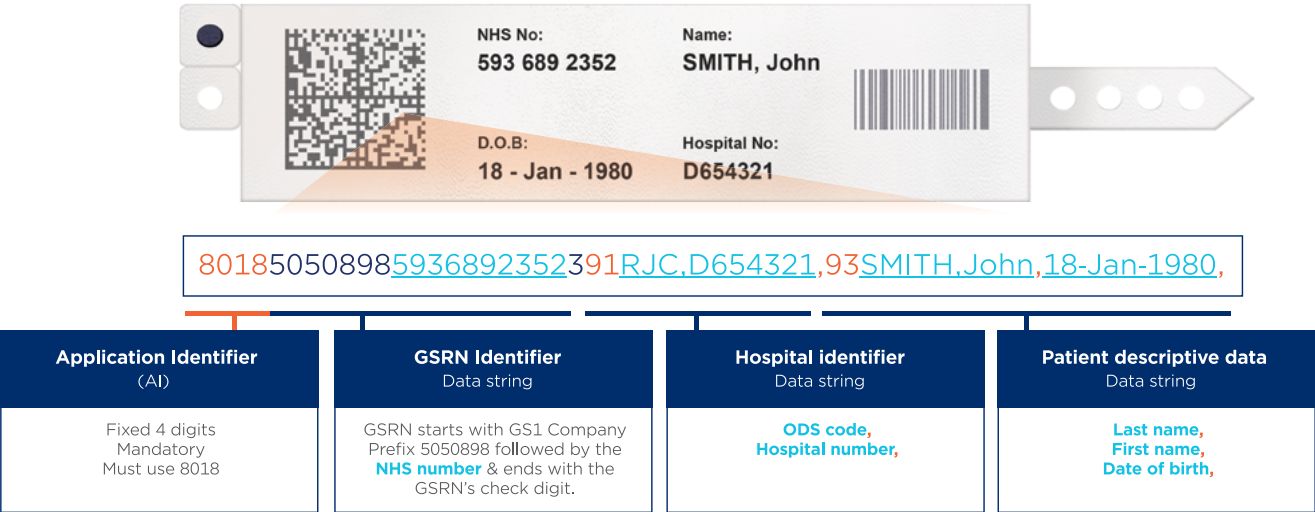 NHS No:
593 689 2352
Name:
SMITH, John
D.O.B:
18 - Jan - 1980
Hospital No:
D654321
801850508985936892352391RJC,D654321,93SMITH,John,18-Jan-1980,
Application Identifier
(AI)
Fixed 4 digits
Mandatory
Must use 8018
GSRN Identifier
Data string
GSRN starts with GS1 Company
Prefix 5050898 followed by the
NHS number & ends with the
GSRN's check digit.
Hospital identifier
Data string
ODS code,
Hospital number,
Patient descriptive data
Data string
Last name,
First name,
Date of birth,